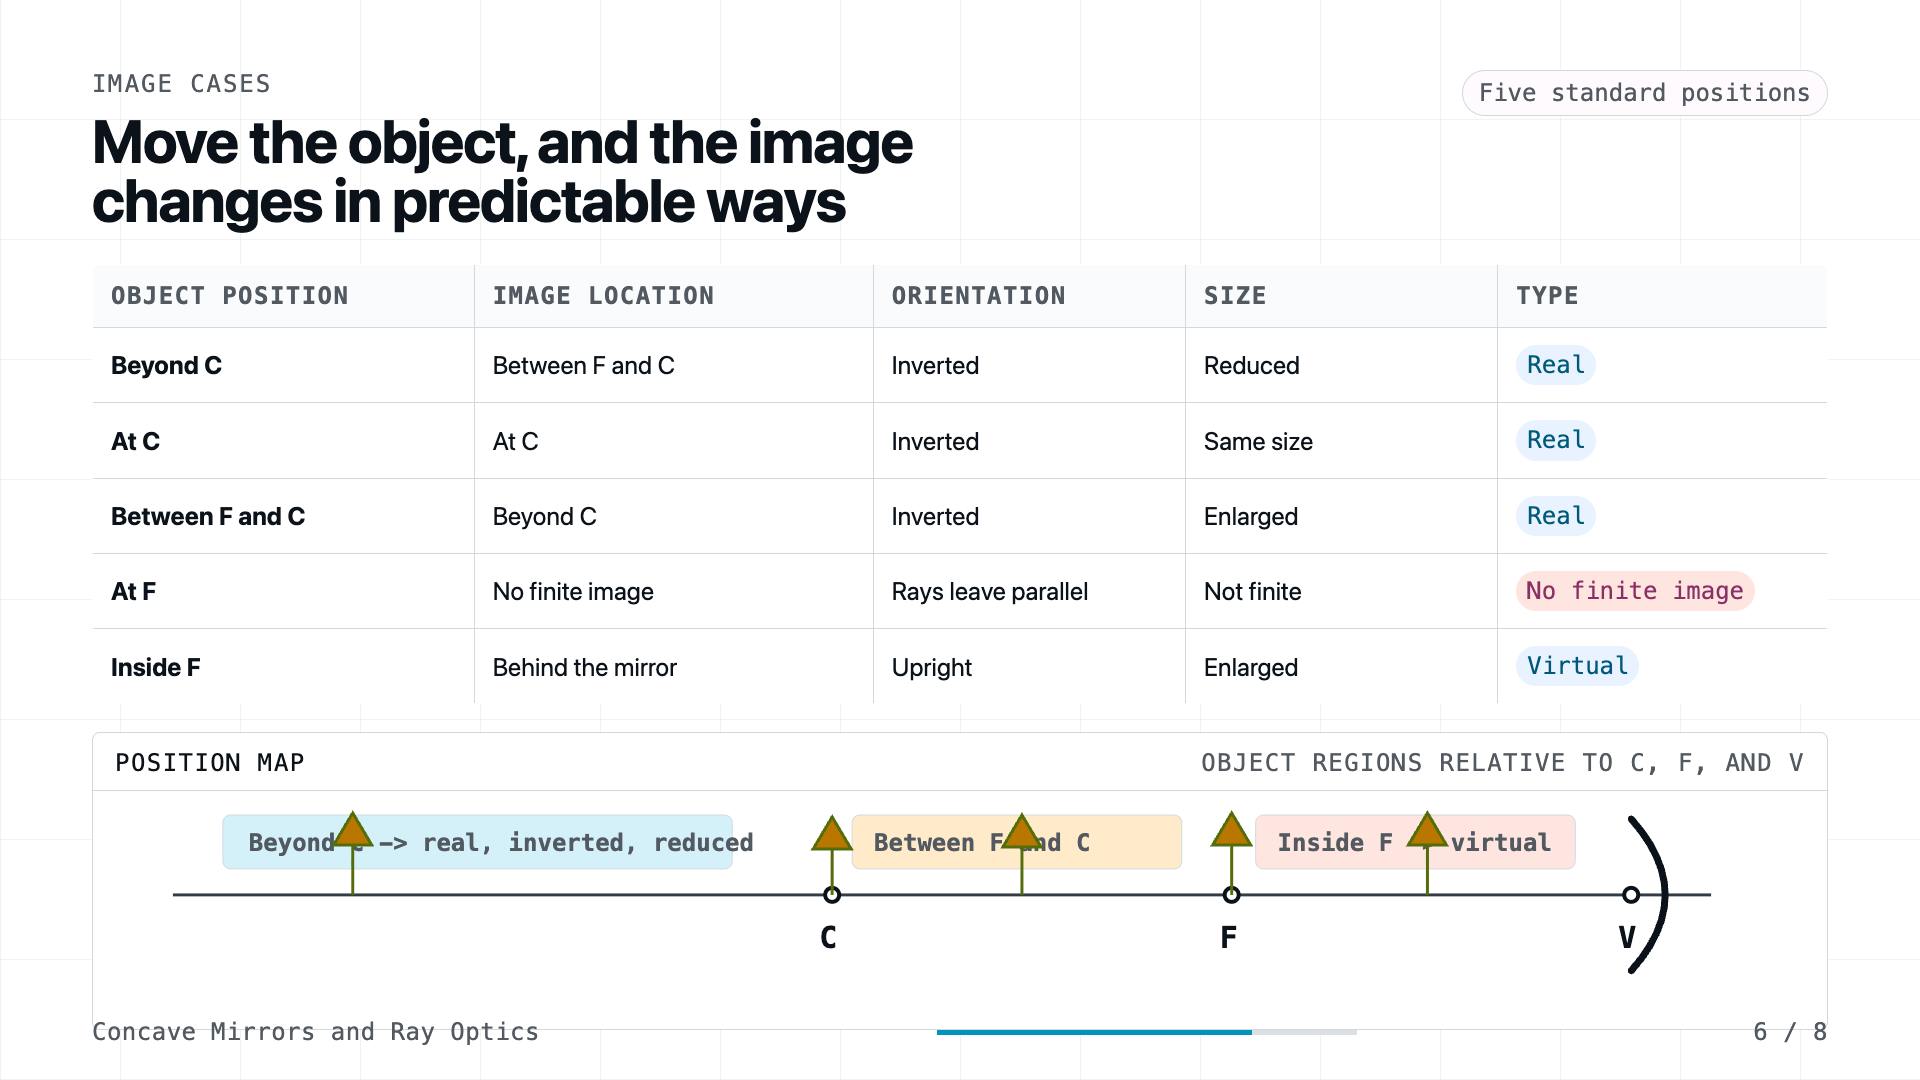 IMAGE CASES
Five standard positions
Move the object, and the image
changes in predictable ways
OBJECT POSITION IMAGE LOCATION ORIENTATION SIZE TYPE
Beyond C Between F and C Inverted Reduced Real
At C At C Inverted Same size Real
Between F and C Beyond C Inverted Enlarged Real
At F No finite image Rays leave parallel Not finite No finite image
Inside F Behind the mirror Upright Enlarged Virtual
POSITION MAP OBJECT REGIONS RELATIVE TO C, F, AND V
Beyond C -> real, inverted, reduced Between F and C Inside F -> virtual
C F V
Concave Mirrors and Ray Optics 6 / 8